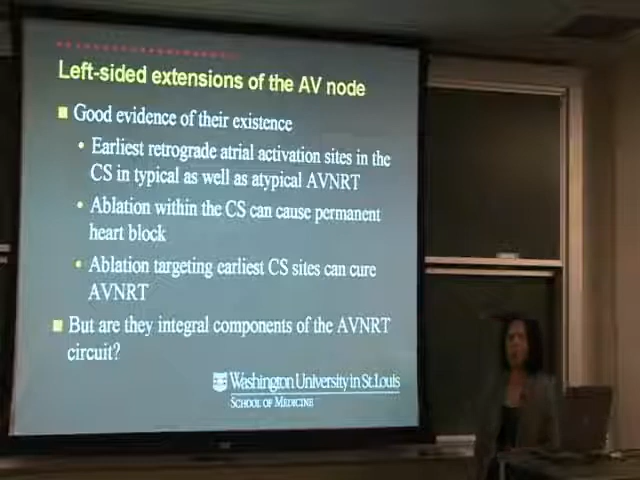 Left-sided extensions of the AV node
Good evidence of their existence
Earliest retrograde atrial activation sites in the
CS in typical as well as atypical AVNRT
Ablation within the CS can cause permanent
heart block
Ablation targeting earliest CS sites can cure
AVNRT
But are they integral components of the AVNRT
circuit?
Washington University in St. Louis
SCHOOL OF MEDICINE